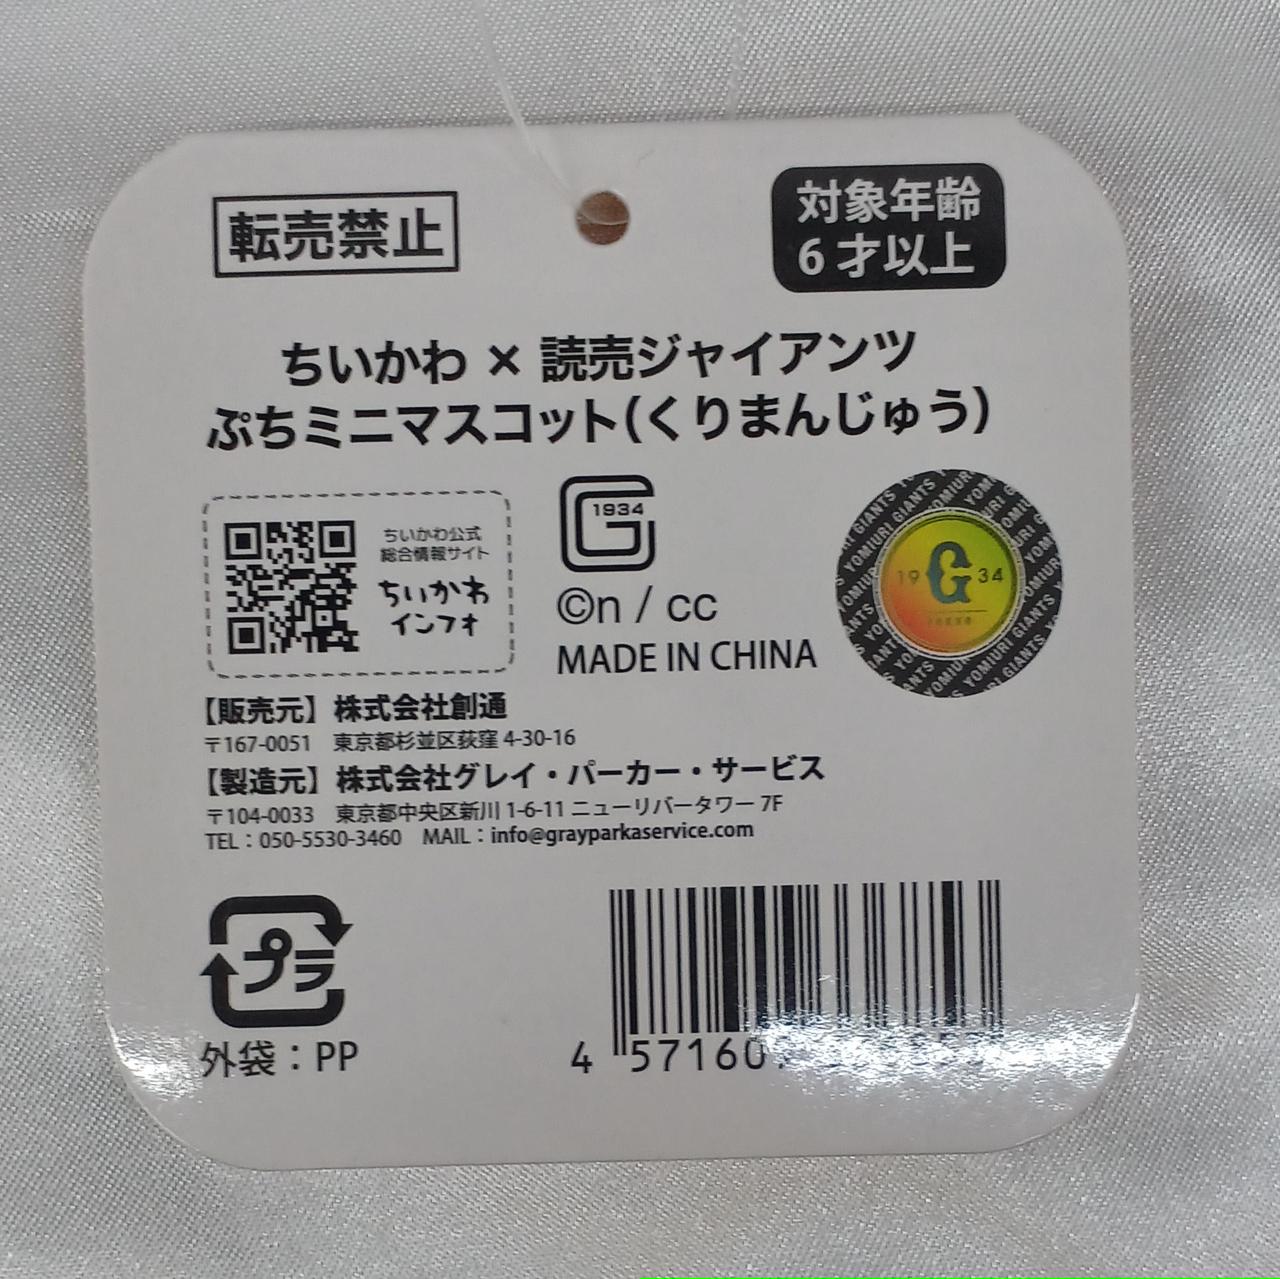 転売禁止
対象年齢
6才以上
ちいかわ × 読売ジャイアンツ
ぷちミニマスコット(くりまんじゅう)
ちいかわ公式
総合情報サイト
ちいかわ
インフォ
1934
©n / cc
MADE IN CHINA
YOMIURI GIANTS
19 G 34
【販売元】株式会社創通
〒167-0051 東京都杉並区荻窪 4-30-16
【製造元】株式会社グレイ・パーカー・サービス
〒104-0033 東京都中央区新川 1-6-11 ニューリバータワー 7F
TEL:050-5530-3460 MAIL:info@grayparkaservice.com
プラ
外袋:PP
4 57160